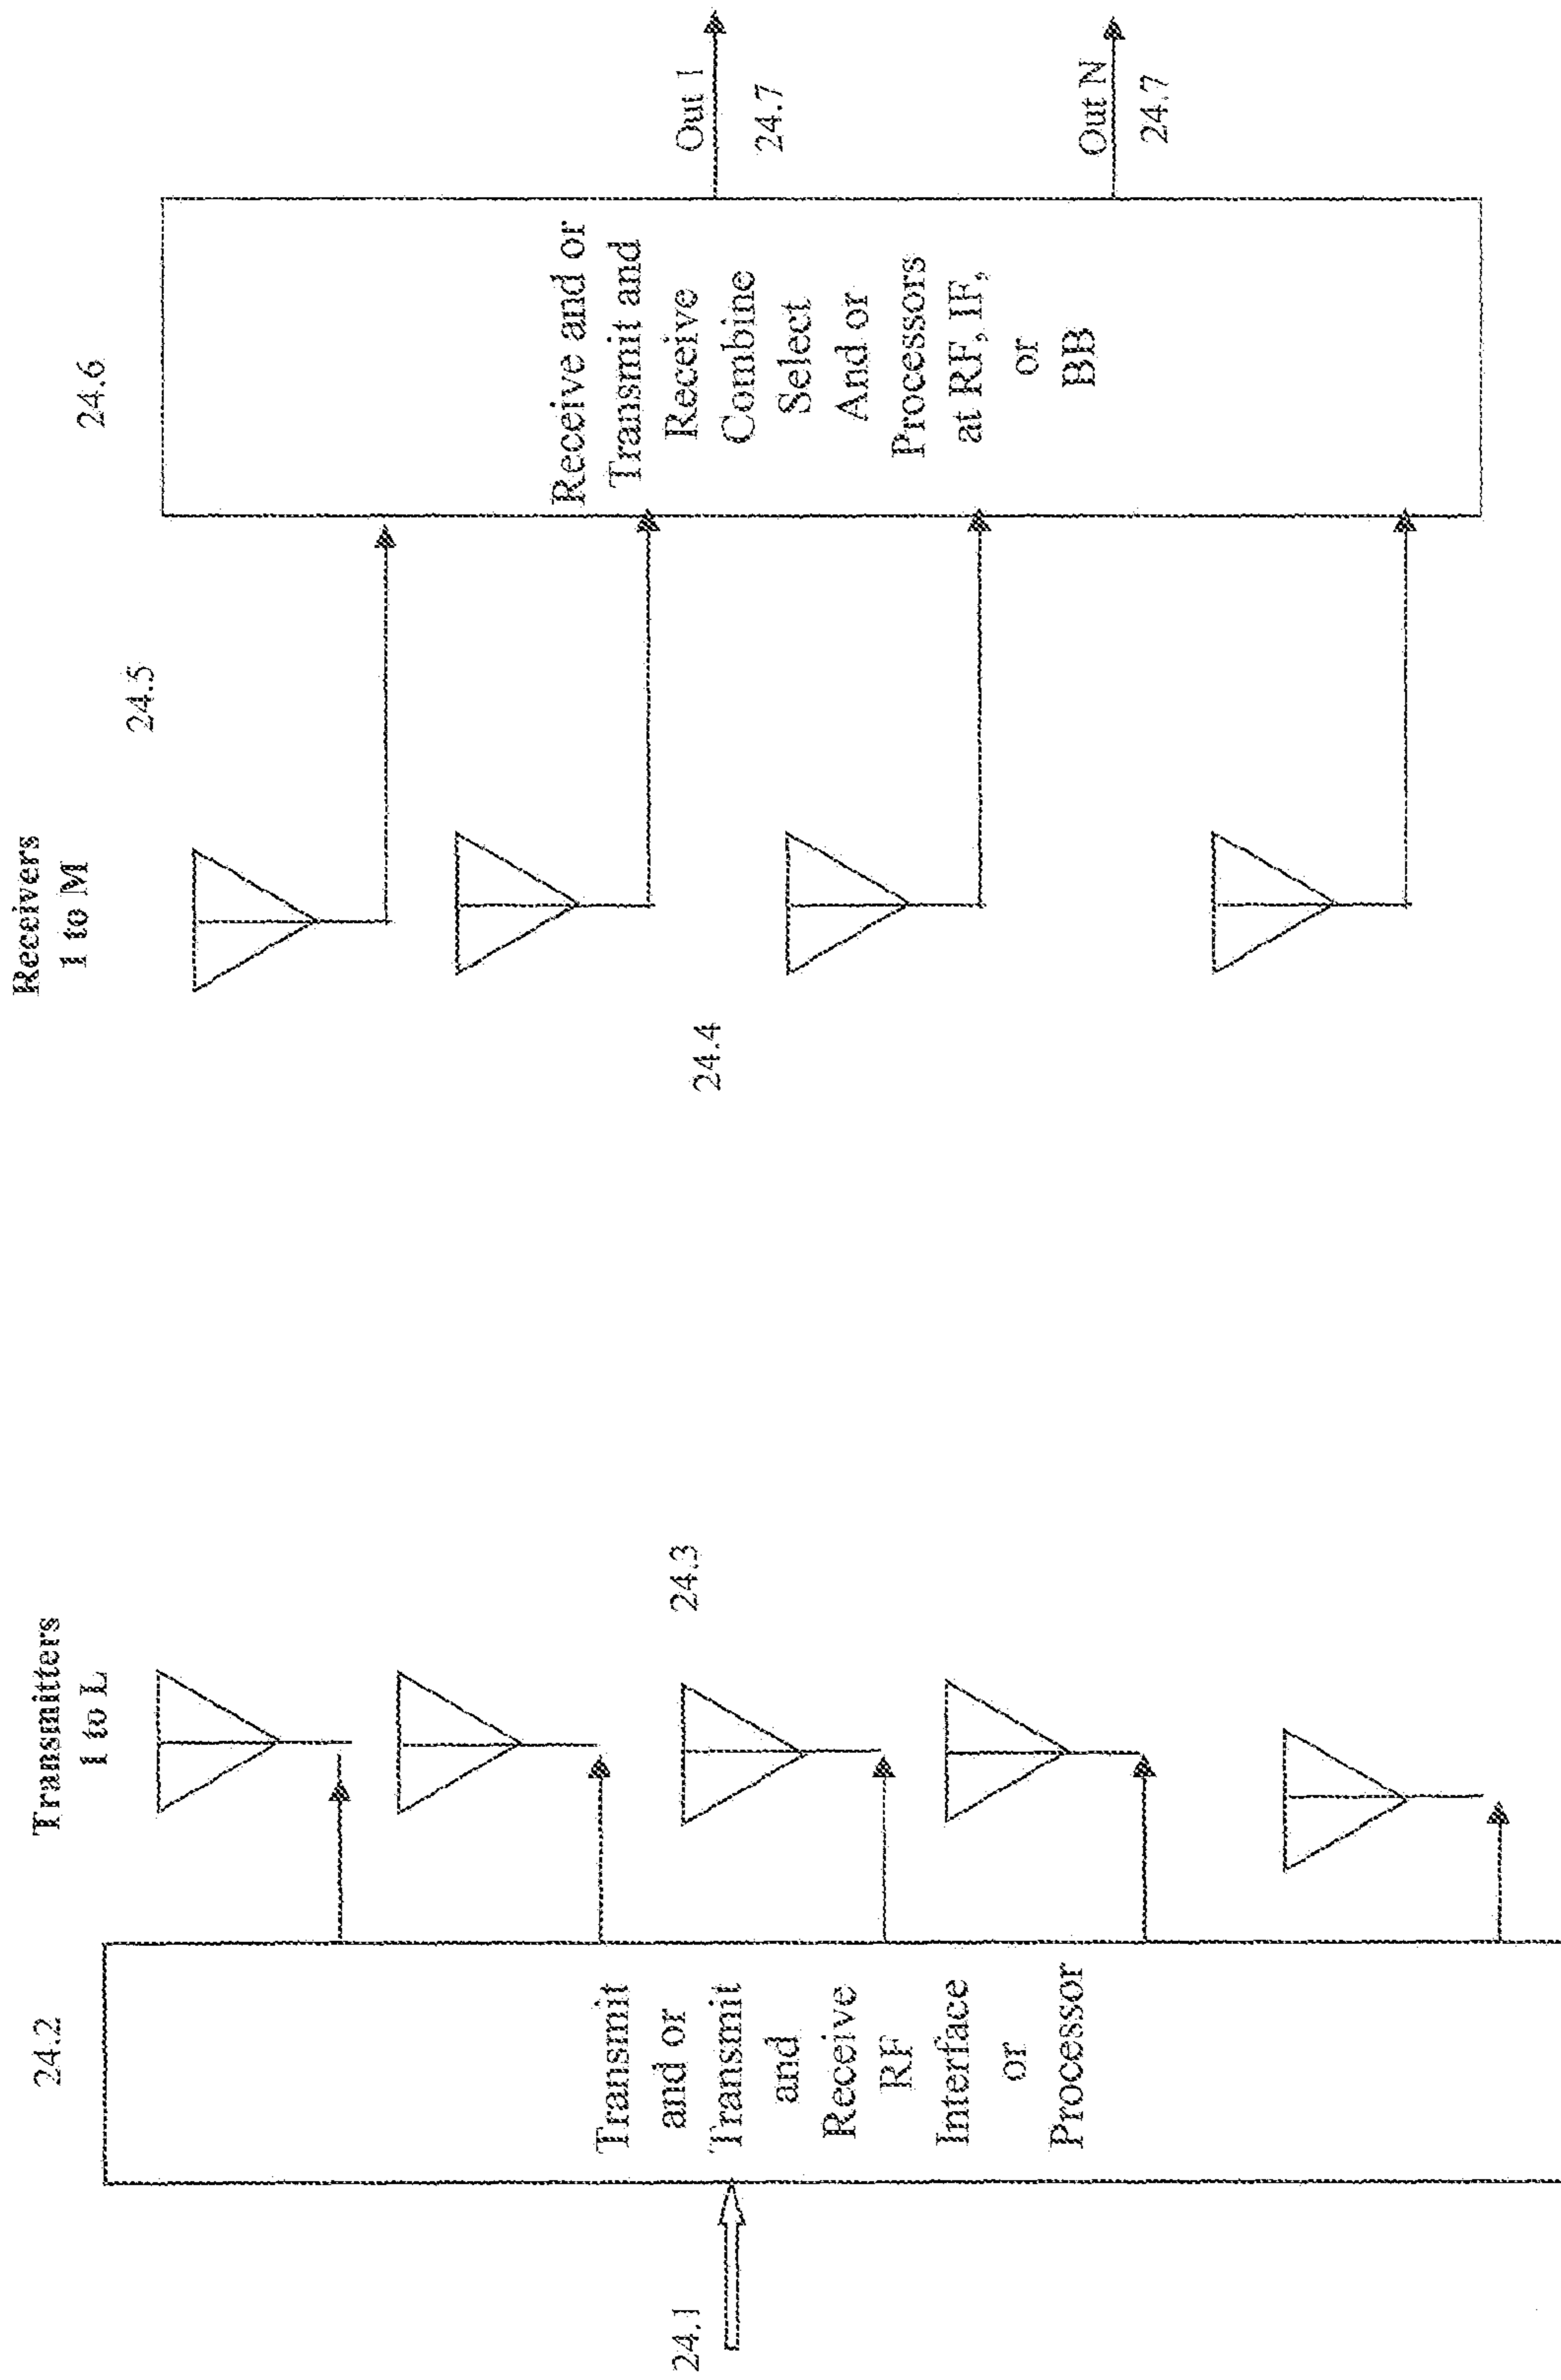 24.1
24.2
Transmit
and or
Transmit
and
Receive
RF
Interface
or
Processor
Transmitters
1 to L
24.3
Receivers
1 to M
24.4
24.5
24.6
Receive and or
Transmit and
Receive
Combine
Select
And or
Processors
at RF, IF,
or
BB
Out 1
24.7
Out N
24.7